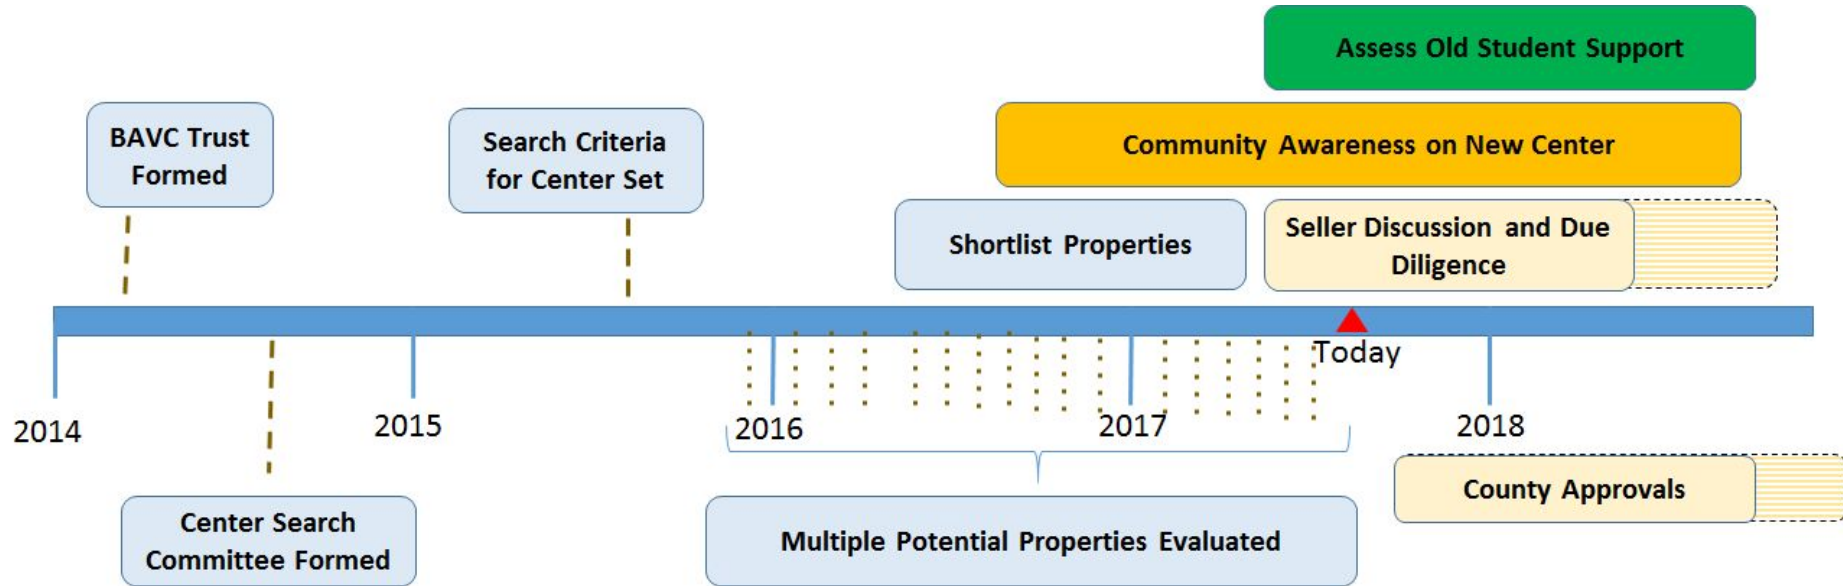 Assess Old Student Support
BAVC Trust
Formed
Search Criteria
for Center Set
Community Awareness on New Center
Shortlist Properties
Seller Discussion and Due
Diligence
Today
2014
2015
2016
2017
2018
County Approvals
Center Search
Committee Formed
Multiple Potential Properties Evaluated